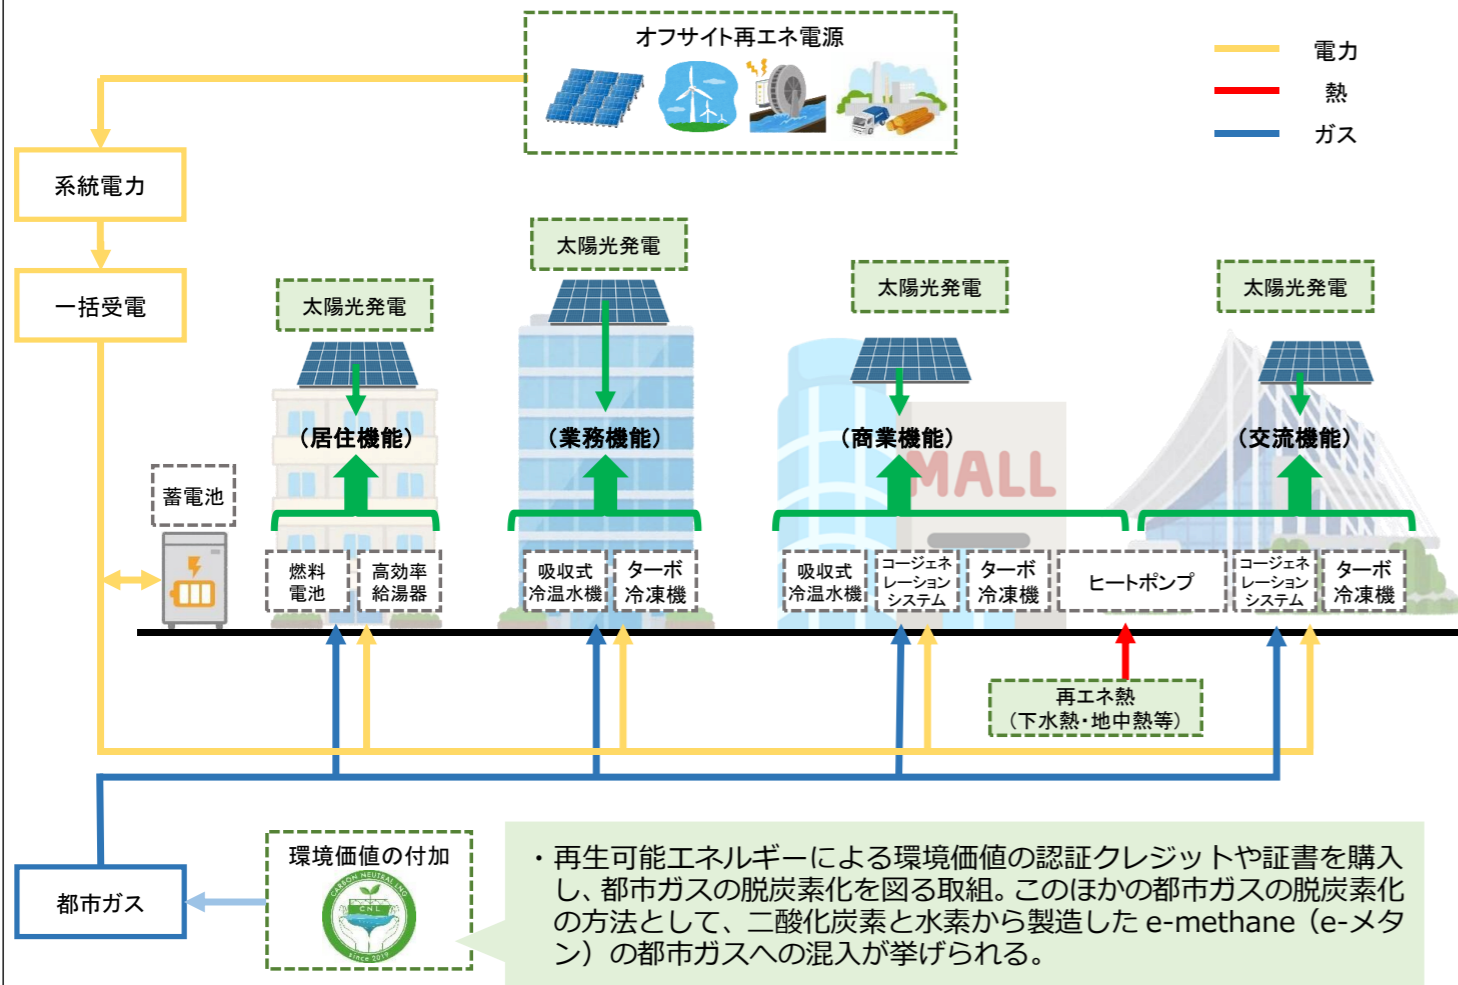 オフサイト再エネ電源
電力
熱
ガス
系統電力
一括受電
太陽光発電
太陽光発電
太陽光発電
太陽光発電
（居住機能）
（業務機能）
（商業機能）
（交流機能）
MALL
蓄電池
燃料
電池
高効率
給湯器
吸収式
冷温水機
ターボ
冷凍機
吸収式
冷温水機
コージェネ
レーション
システム
ターボ
冷凍機
ヒートポンプ
コージェネ
レーション
システム
ターボ
冷凍機
再エネ熱
（下水熱・地中熱等）
都市ガス
環境価値の付加
CARBON NEUTRAL LNG
CNL
since 2019
・再生可能エネルギーによる環境価値の認証クレジットや証書を購入
し、都市ガスの脱炭素化を図る取組。このほかの都市ガスの脱炭素化
の方法として、二酸化炭素と水素から製造した e-methane（e-メタ
ン）の都市ガスへの混入が挙げられる。